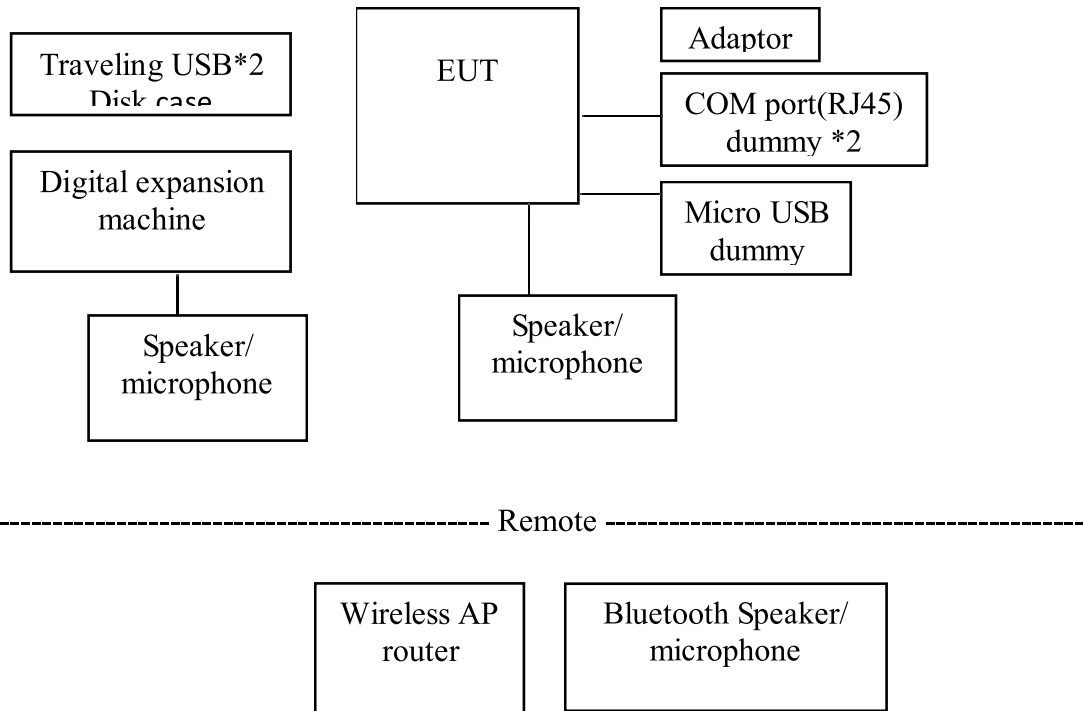 Traveling USB*2
Disk case
EUT
Adaptor
COM port(RJ45)
dummy *2
Digital expansion
machine
Micro USB
dummy
Speaker/
microphone
Speaker/
microphone
Remote
Wireless AP
router
Bluetooth Speaker/
microphone